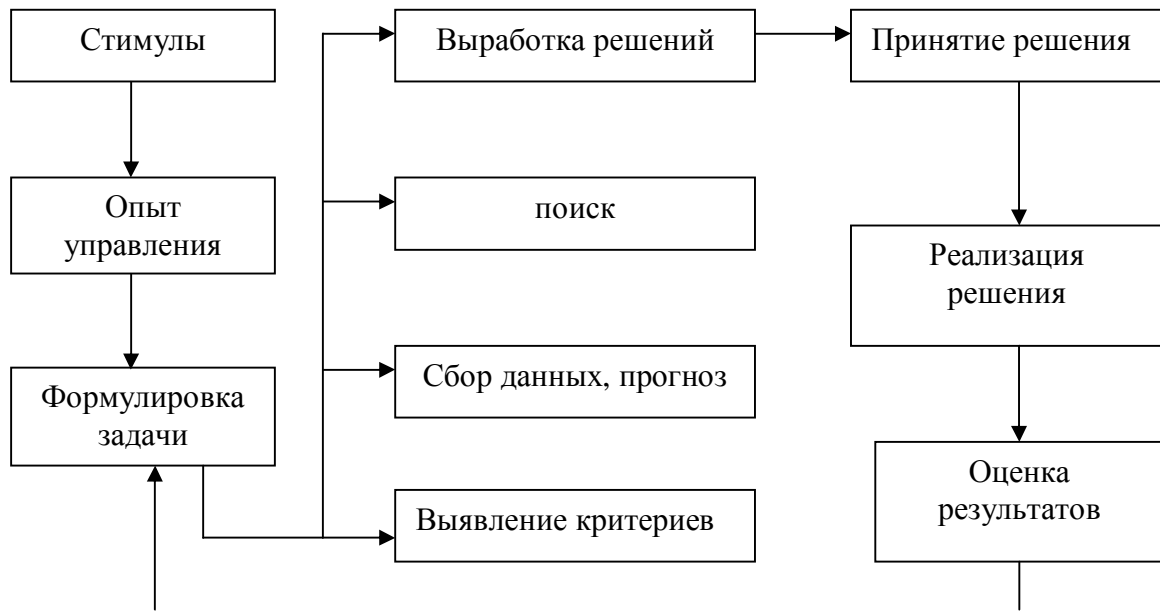 Стимулы
Опыт
управления
Формулировка
задачи
Выработка решений
поиск
Сбор данных, прогноз
Выявление критериев
Принятие решения
Реализация
решения
Оценка
результатов